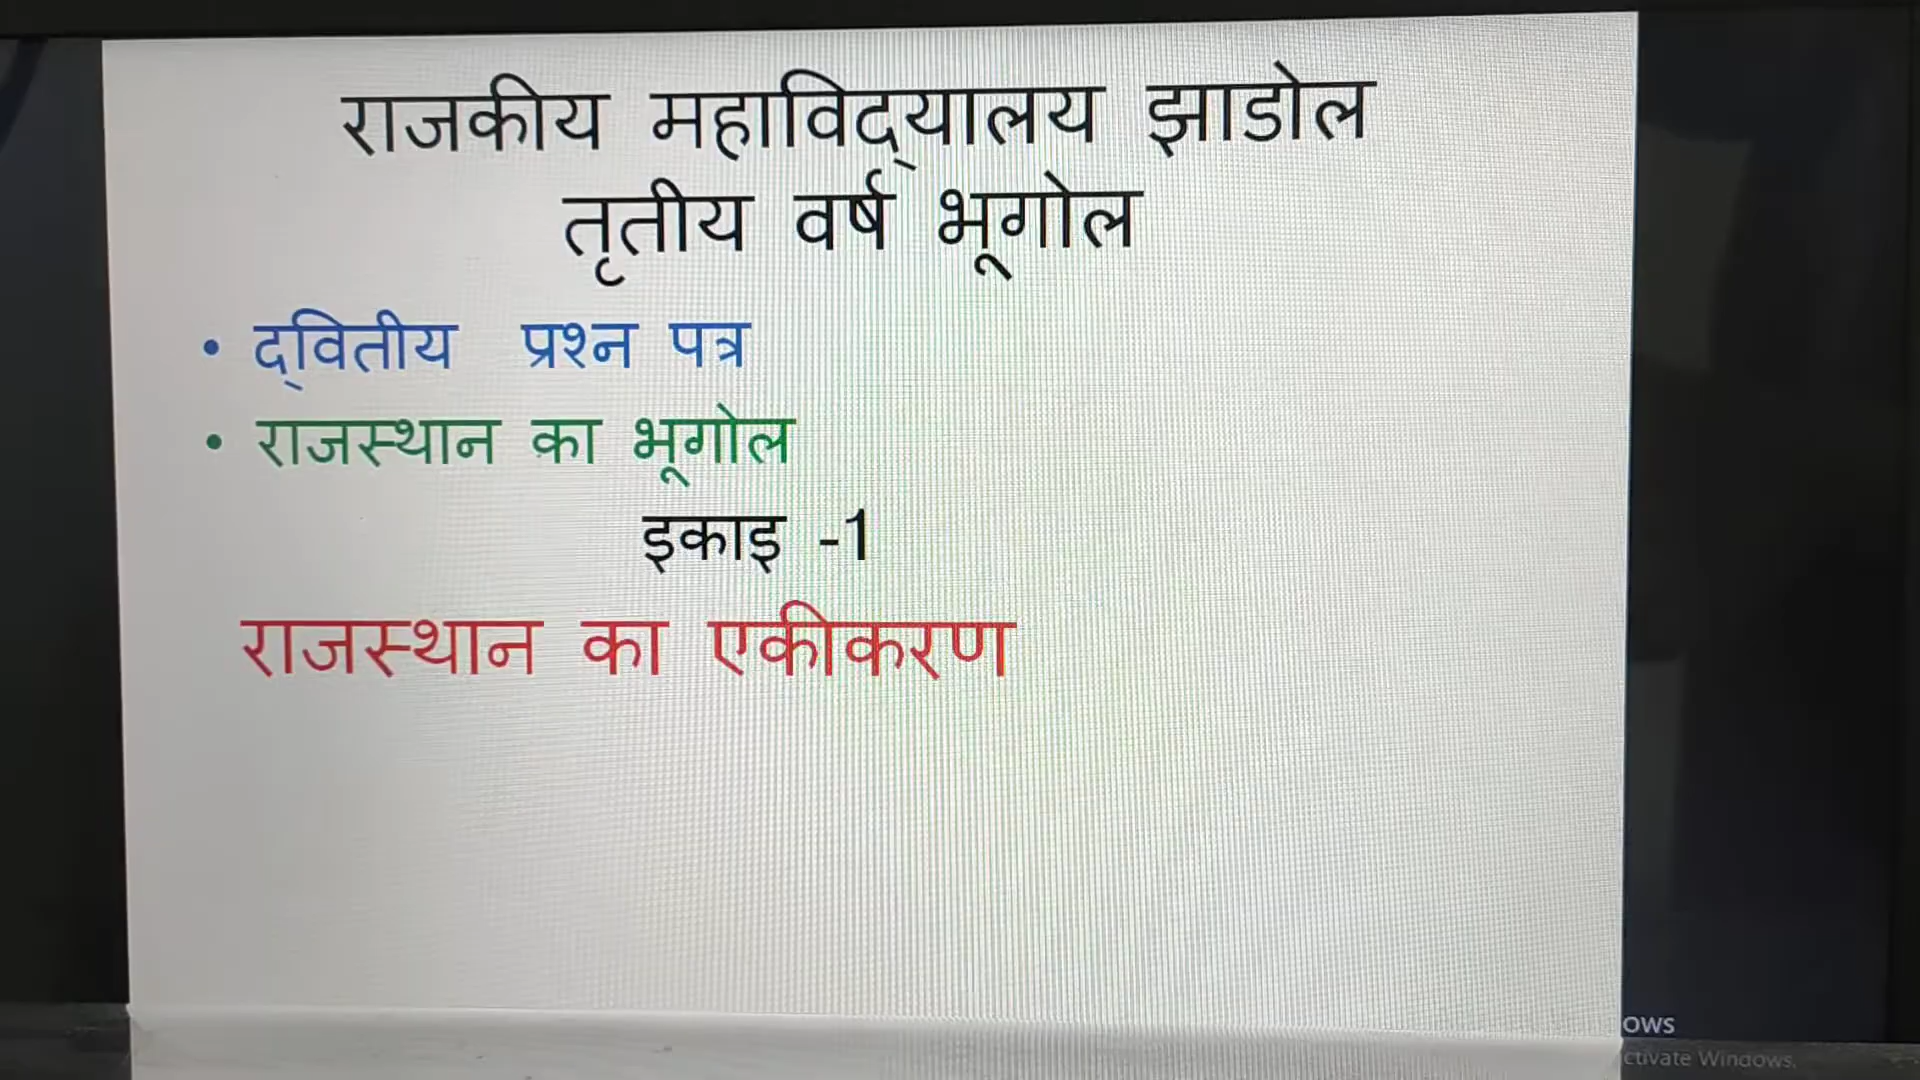 राजकीय महाविद्यालय झाडोल
तृतीय वर्ष भूगोल
• द्वितीय प्रश्न पत्र
• राजस्थान का भूगोल
इकाइ -1
राजस्थान का एकीकरण
ows
ctivate Windows.